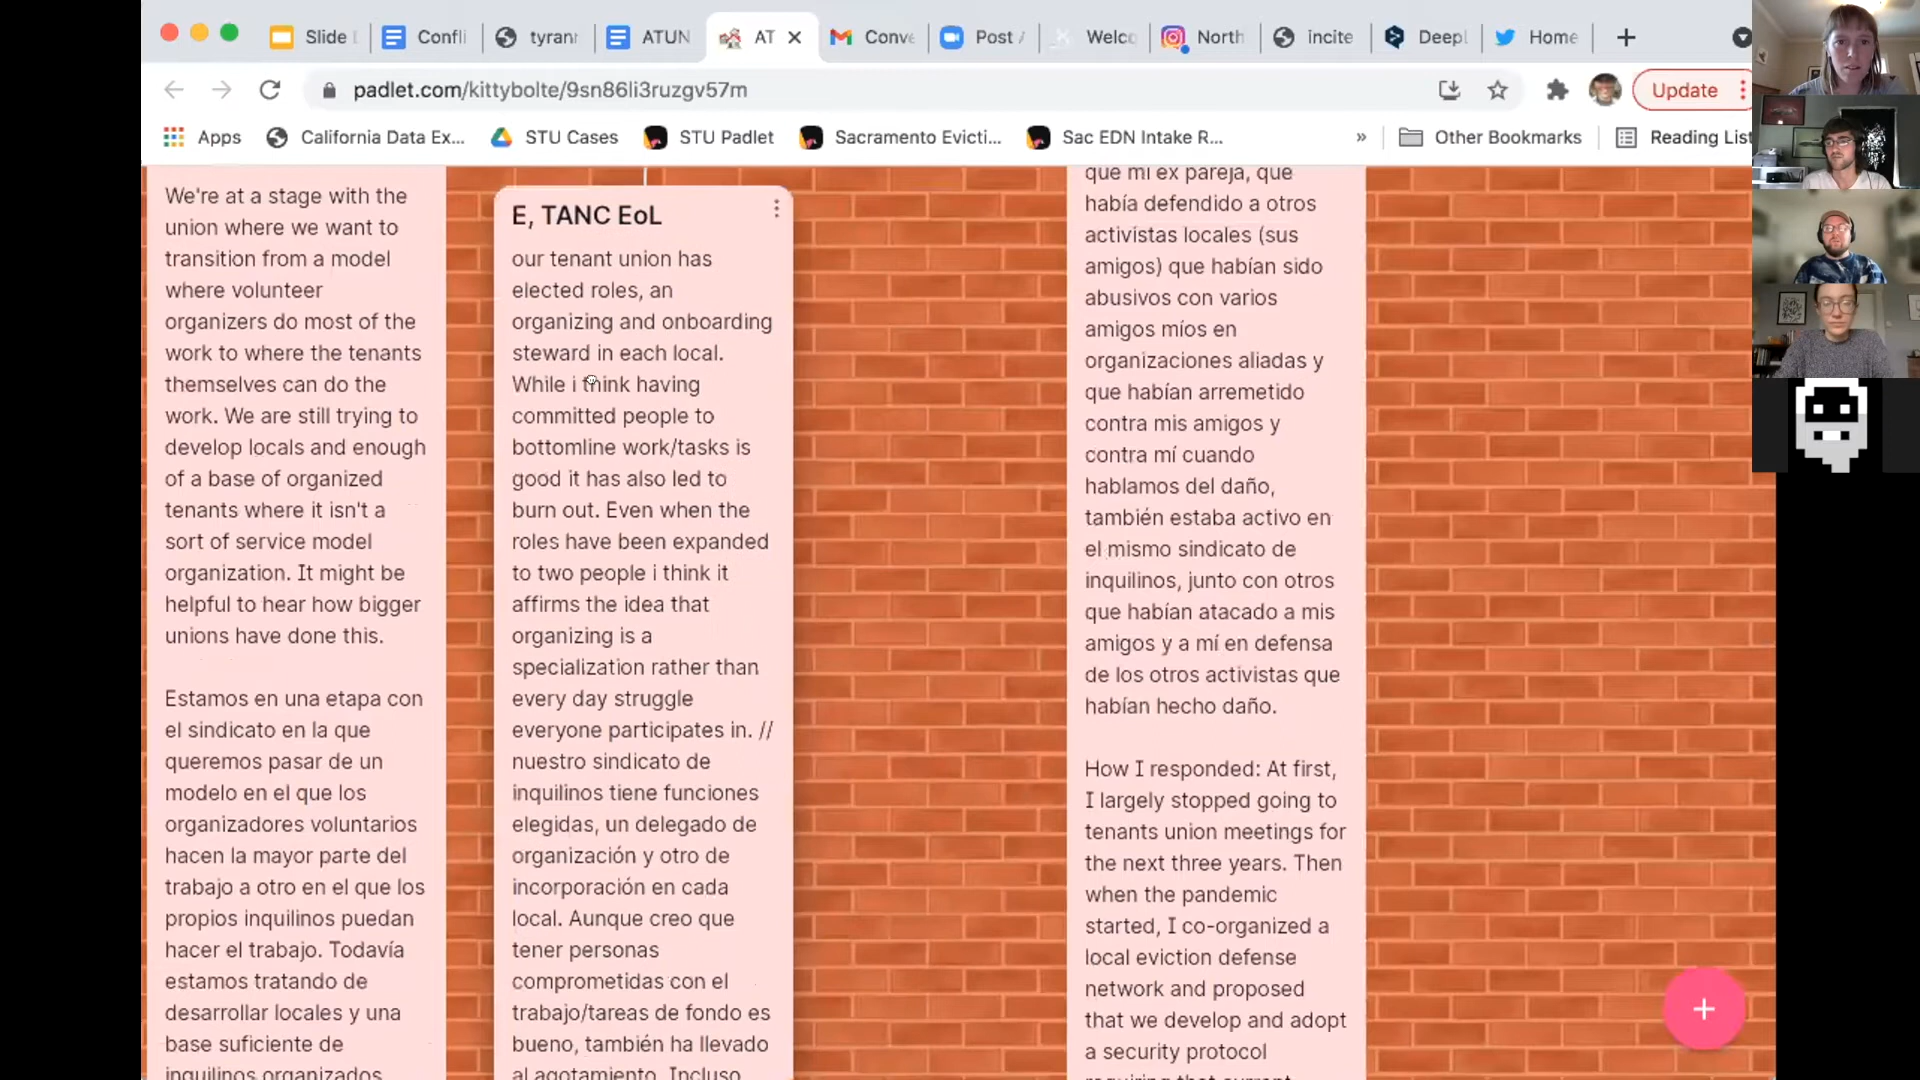 Slide
Confli
tyrann
ATUN
AT
Conve
Post
Welco
North
incite
Deepl
Home
padlet.com/kittybolte/9sn86li3ruzgv57m
Update
Apps
California Data Ex...
STU Cases
STU Padlet
Sacramento Evicti...
Sac EDN Intake R...
»
Other Bookmarks
Reading List
We're at a stage with the
union where we want to
transition from a model
where volunteer
organizers do most of the
work to where the tenants
themselves can do the
work. We are still trying to
develop locals and enough
of a base of organized
tenants where it isn't a
sort of service model
organization. It might be
helpful to hear how bigger
unions have done this.
Estamos en una etapa con
el sindicato en la que
queremos pasar de un
modelo en el que los
organizadores voluntarios
hacen la mayor parte del
trabajo a otro en el que los
propios inquilinos puedan
hacer el trabajo. Todavía
estamos tratando de
desarrollar locales y una
base suficiente de
inquilinos organizados
E, TANC EoL
our tenant union has
elected roles, an
organizing and onboarding
steward in each local.
While i think having
committed people to
bottomline work/tasks is
good it has also led to
burn out. Even when the
roles have been expanded
to two people i think it
affirms the idea that
organizing is a
specialization rather than
every day struggle
everyone participates in. //
nuestro sindicato de
inquilinos tiene funciones
elegidas, un delegado de
organización y otro de
incorporación en cada
local. Aunque creo que
tener personas
comprometidas con el
trabajo/tareas de fondo es
bueno, también ha llevado
al agotamiento. Incluso
que mi ex pareja, que
había defendido a otros
activistas locales (sus
amigos) que habían sido
abusivos con varios
amigos míos en
organizaciones aliadas y
que habían arremetido
contra mis amigos y
contra mí cuando
hablamos del daño,
también estaba activo en
el mismo sindicato de
inquilinos, junto con otros
que habían atacado a mis
amigos y a mí en defensa
de los otros activistas que
habían hecho daño.
How I responded: At first,
I largely stopped going to
tenants union meetings for
the next three years. Then
when the pandemic
started, I co-organized a
local eviction defense
network and proposed
that we develop and adopt
a security protocol
requiring that current